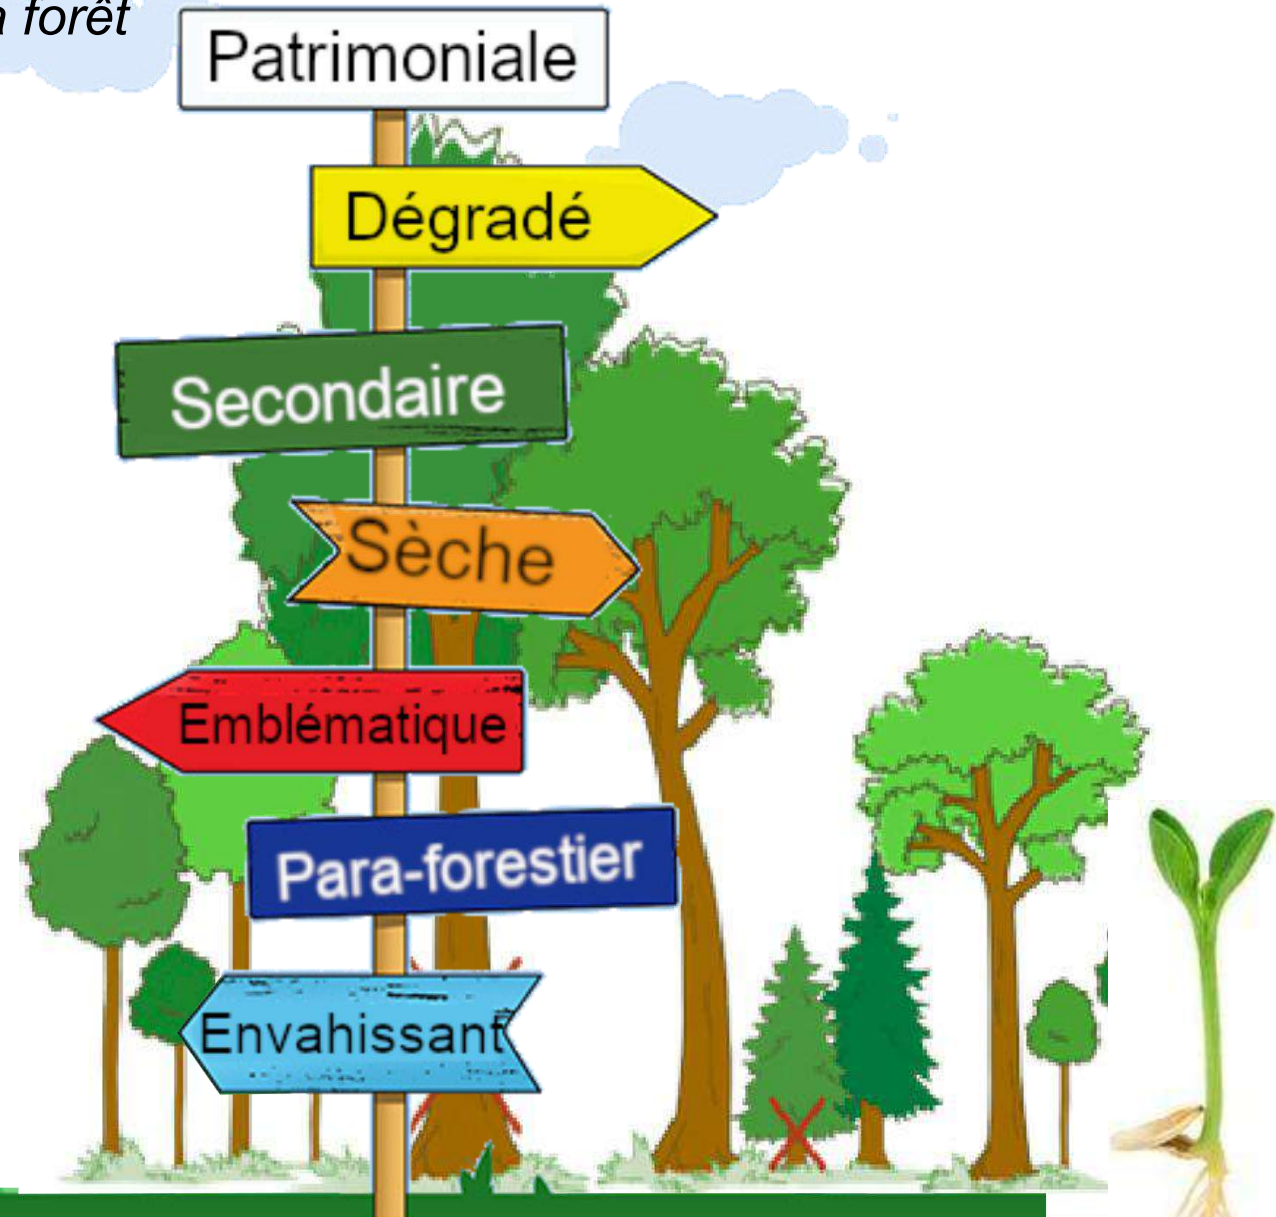 a forêt
Patrimoniale
Dégradé
Secondaire
Sèche
Emblématique
Para-forestier
Envahissant